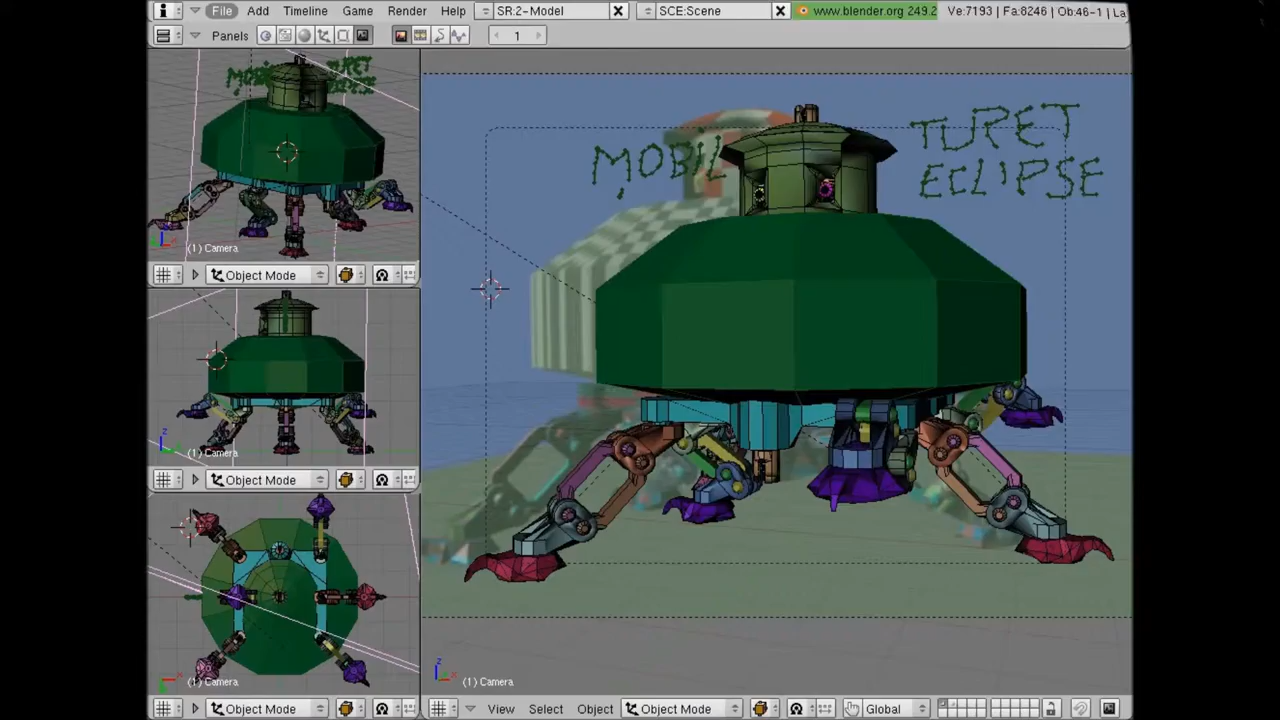 File Add Timeline Game Render Help SR:2-Model SCE:Scene www.blender.org 249.2 Ve:7193 | Fa:8246 | Ob:46-1 | La
Panels 1
MOBIL TURET
ECLIPSE
(1) Camera
Object Mode
(1) Camera
Object Mode
(1) Camera
(1) Camera
Object Mode
View Select Object Object Mode Global